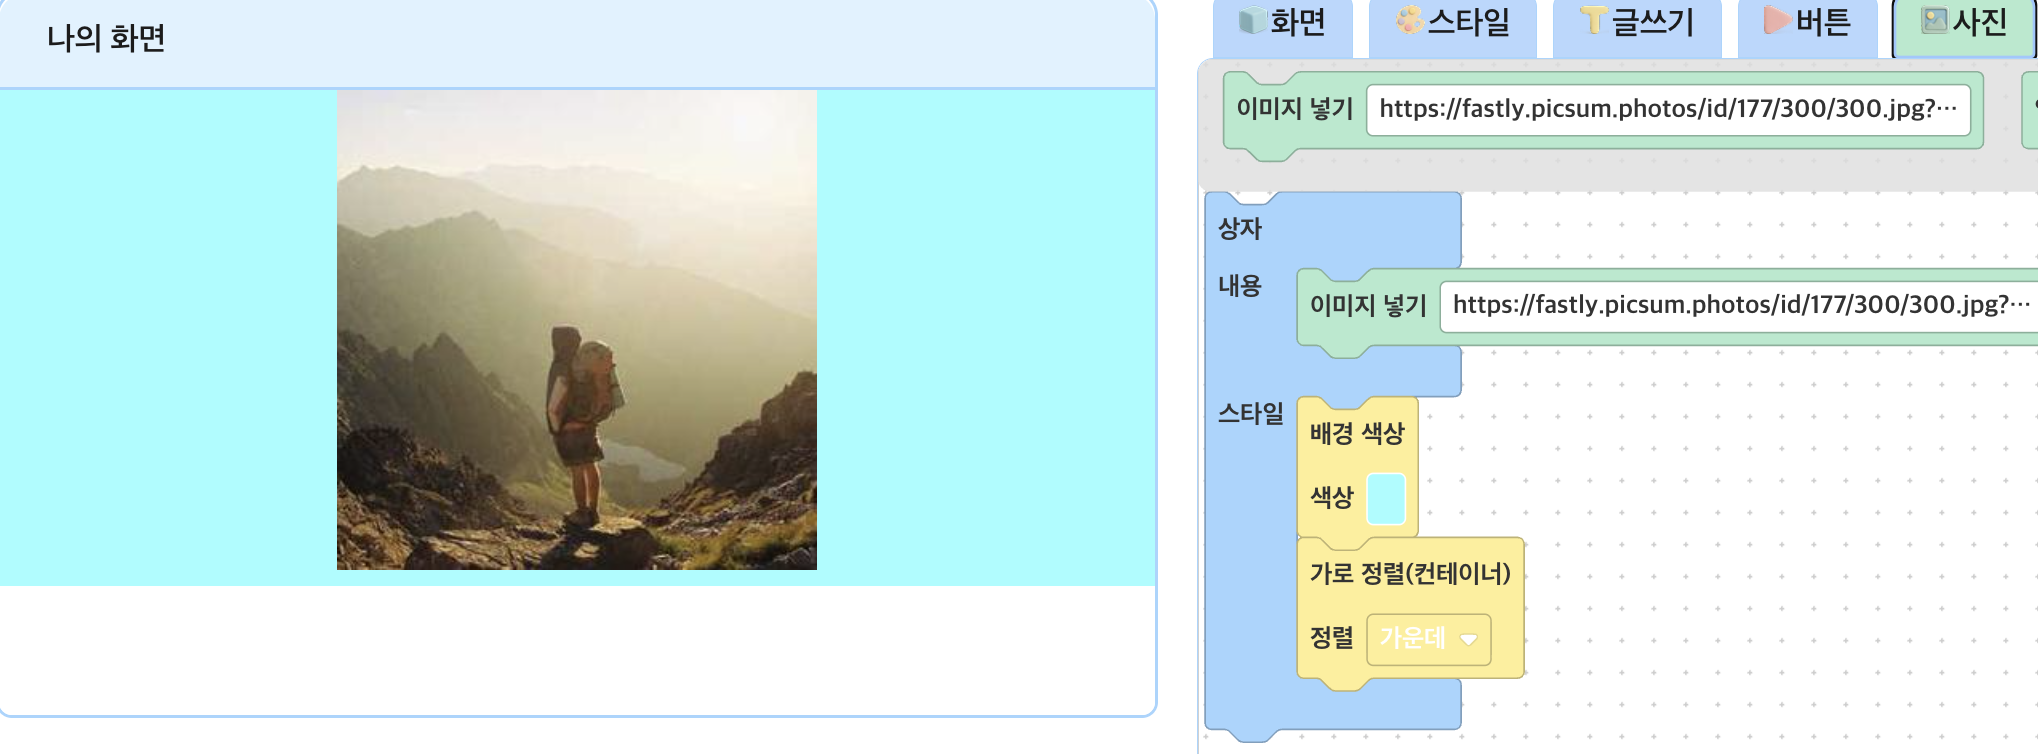 나의 화면
화면 스타일 글쓰기 버튼 사진
이미지 넣기 https://fastly.picsum.photos/id/177/300/300.jpg?···
상자
내용
이미지 넣기 https://fastly.picsum.photos/id/177/300/300.jpg?···
스타일
배경 색상
색상
가로 정렬(컨테이너)
정렬 가운데